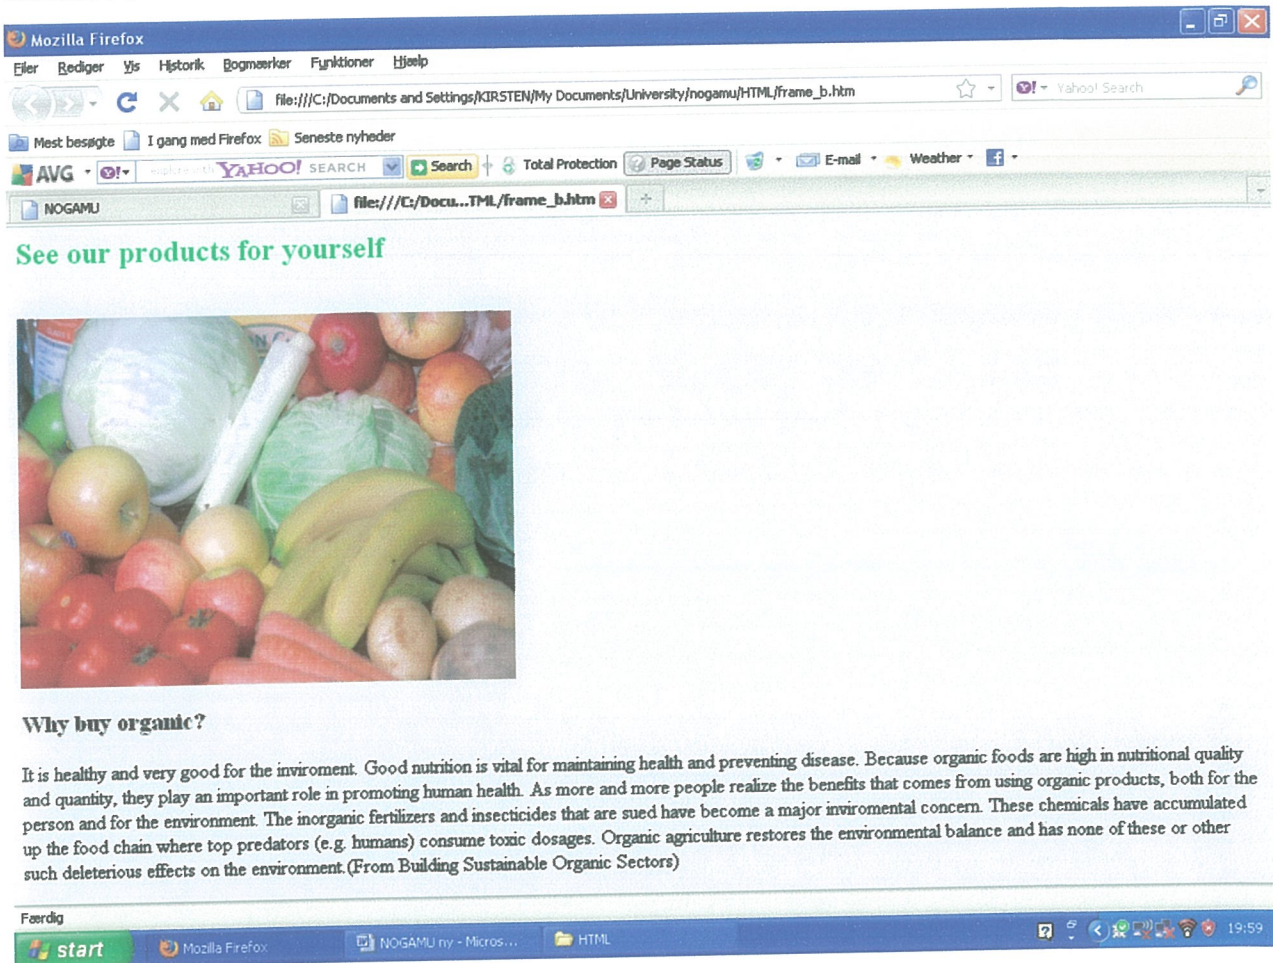 Mozilla Firefox
Filer Rediger Vis Historik Bogmærker Funktioner Hjælp
file:///C:/Documents and Settings/KIRSTEN/My Documents/University/nogamu/HTML/frame_b.htm
Yahoo! Search
Mest besøgte I gang med Firefox Seneste nyheder
AVG YAHOO! SEARCH Search Total Protection Page Status E-mail Weather
NOGAMU file:///C:/Docu...TML/frame_b.htm
See our products for yourself
Why buy organic?
It is healthy and very good for the inviroment. Good nutrition is vital for maintaining health and preventing disease. Because organic foods are high in nutritional quality
and quantity, they play an important role in promoting human health. As more and more people realize the benefits that comes from using organic products, both for the
person and for the environment. The inorganic fertilizers and insecticides that are sued have become a major inviromental concern. These chemicals have accumulated
up the food chain where top predators (e.g. humans) consume toxic dosages. Organic agriculture restores the environmental balance and has none of these or other
such deleterious effects on the environment.(From Building Sustainable Organic Sectors)
Færdig
start Mozilla Firefox NOGAMU ny - Micros... HTML 19:59